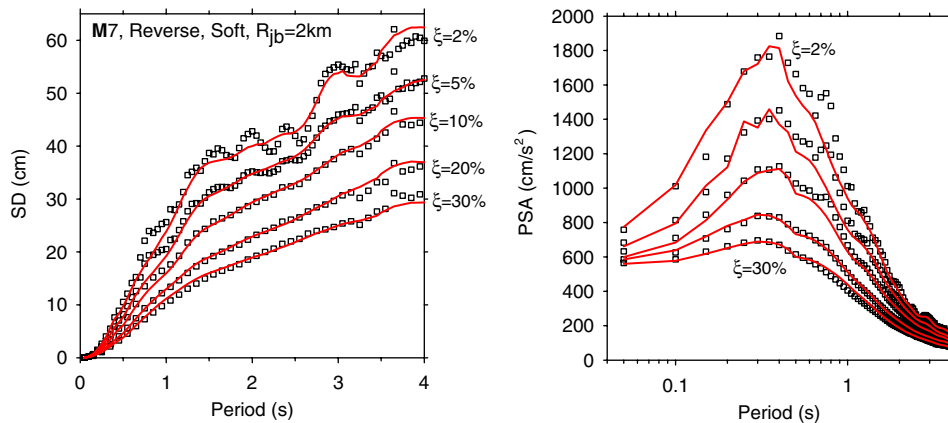 M7, Reverse, Soft, Rjb=2km
ξ=2%
ξ=5%
ξ=10%
ξ=20%
ξ=30%
SD (cm)
60
50
40
30
20
10
0
0
1
2
3
4
Period (s)
ξ=2%
ξ=30%
PSA (cm/s²)
2000
1800
1600
1400
1200
1000
800
600
400
200
0
0.1
1
Period (s)